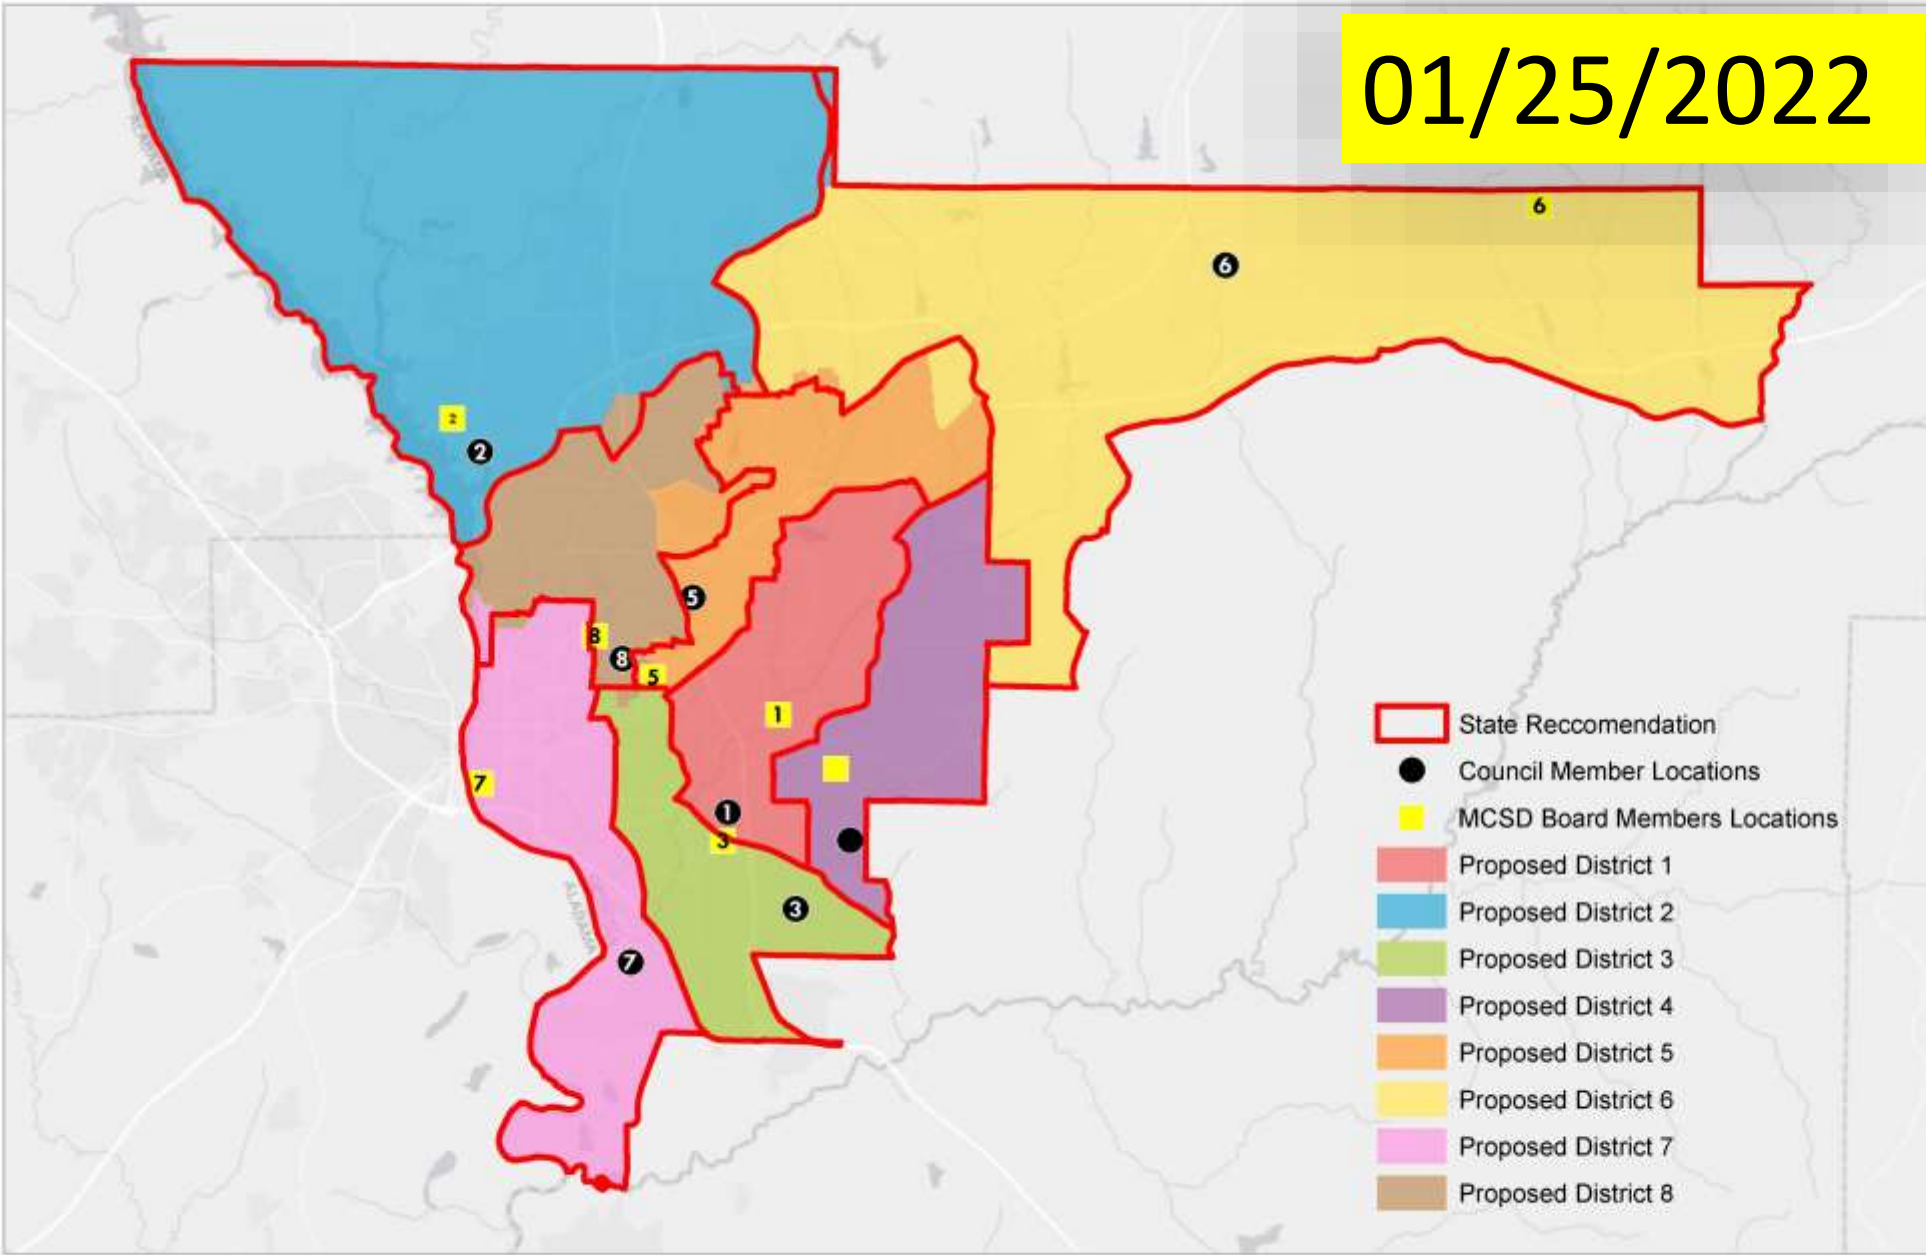 01/25/2022
ALABAMA
6
6
2
2
5
8
8
5
1
7
1
3
3
ALABAMA
7
State Reccomendation
Council Member Locations
MCSD Board Members Locations
Proposed District 1
Proposed District 2
Proposed District 3
Proposed District 4
Proposed District 5
Proposed District 6
Proposed District 7
Proposed District 8